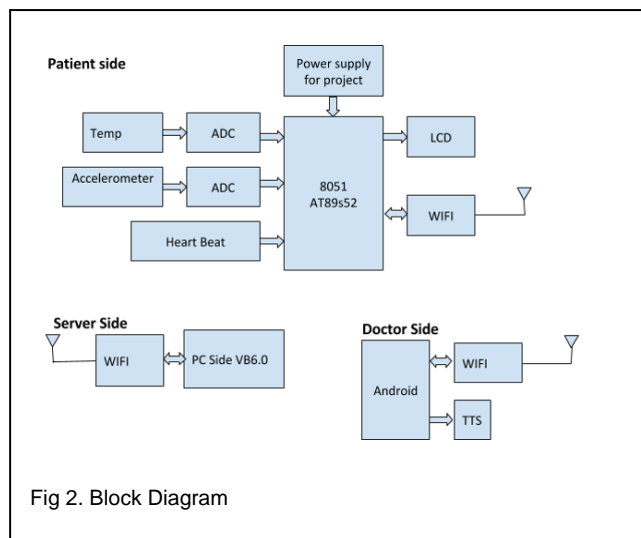 Patient side
Power supply
for project
Temp
ADC
LCD
Accelerometer
ADC
8051
AT89s52
WIFI
Heart Beat
Server Side
WIFI
PC Side VB6.0
Doctor Side
Android
WIFI
TTS
Fig 2. Block Diagram